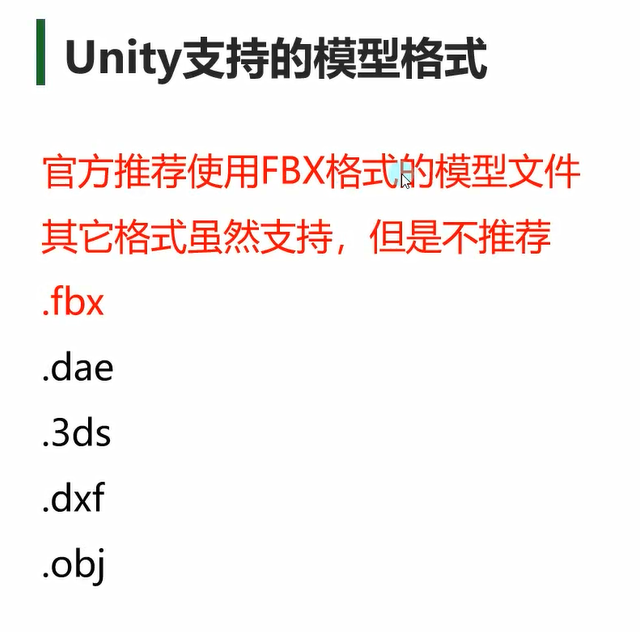 Unity支持的模型格式
官方推荐使用FBX格式的模型文件
其它格式虽然支持，但是不推荐
.fbx
.dae
.3ds
.dxf
.obj